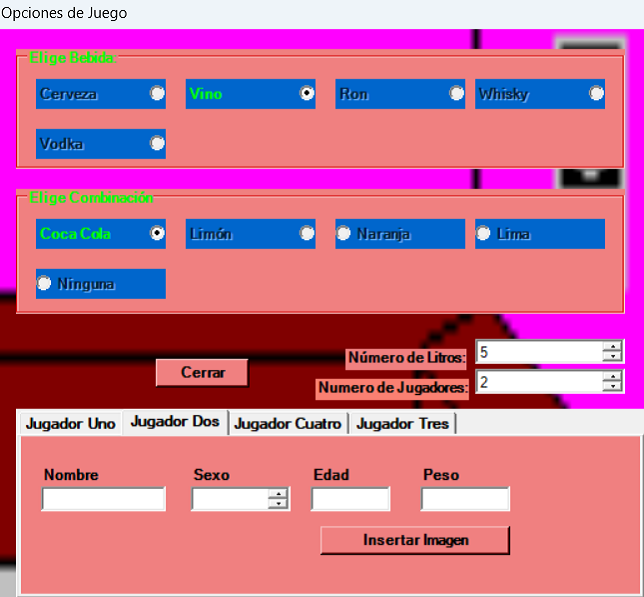 Opciones de Juego
Elige Bebida:
Cerveza Vino Ron Whisky
Vodka
Elige Combinación
Coca Cola Limón Naranja Lima
Ninguna
Número de Litros: 5
Cerrar
Numero de Jugadores: 2
Jugador Uno Jugador Dos Jugador Cuatro Jugador Tres
Nombre Sexo Edad Peso
Insertar Imagen